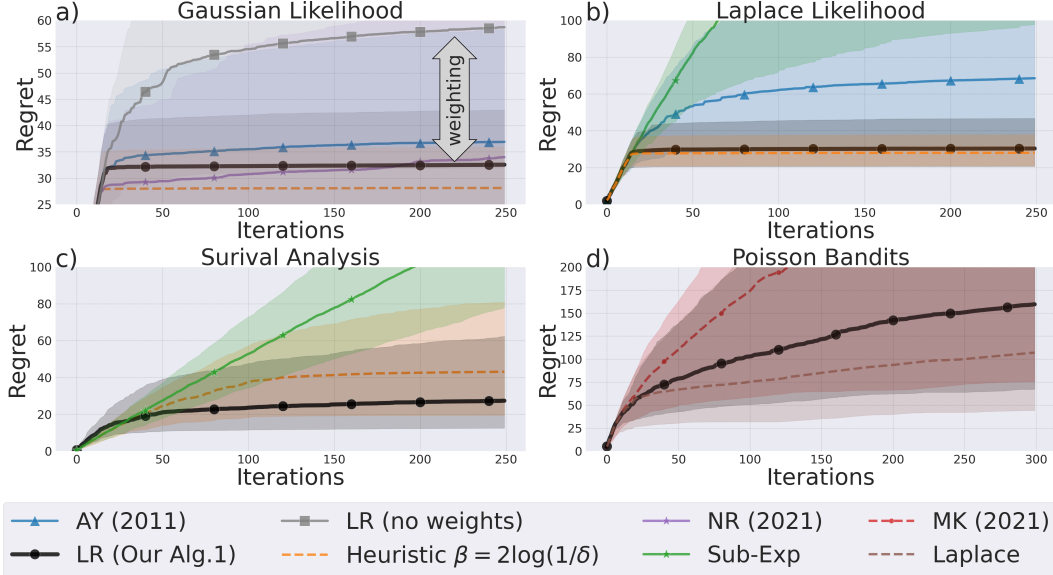 a)
Gaussian Likelihood
60
55
50
45
40
35
30
25
Regret
weighting
0 50 100 150 200 250
Iterations
b)
Laplace Likelihood
100
80
60
40
20
0
Regret
0 50 100 150 200 250
Iterations
c)
Surival Analysis
100
80
60
40
20
0
Regret
0 50 100 150 200 250
Iterations
d)
Poisson Bandits
200
175
150
125
100
75
50
25
0
Regret
0 50 100 150 200 250 300
Iterations
AY (2011) LR (no weights) NR (2021) MK (2021)
LR (Our Alg.1) Heuristic β = 2log(1/δ) Sub-Exp Laplace